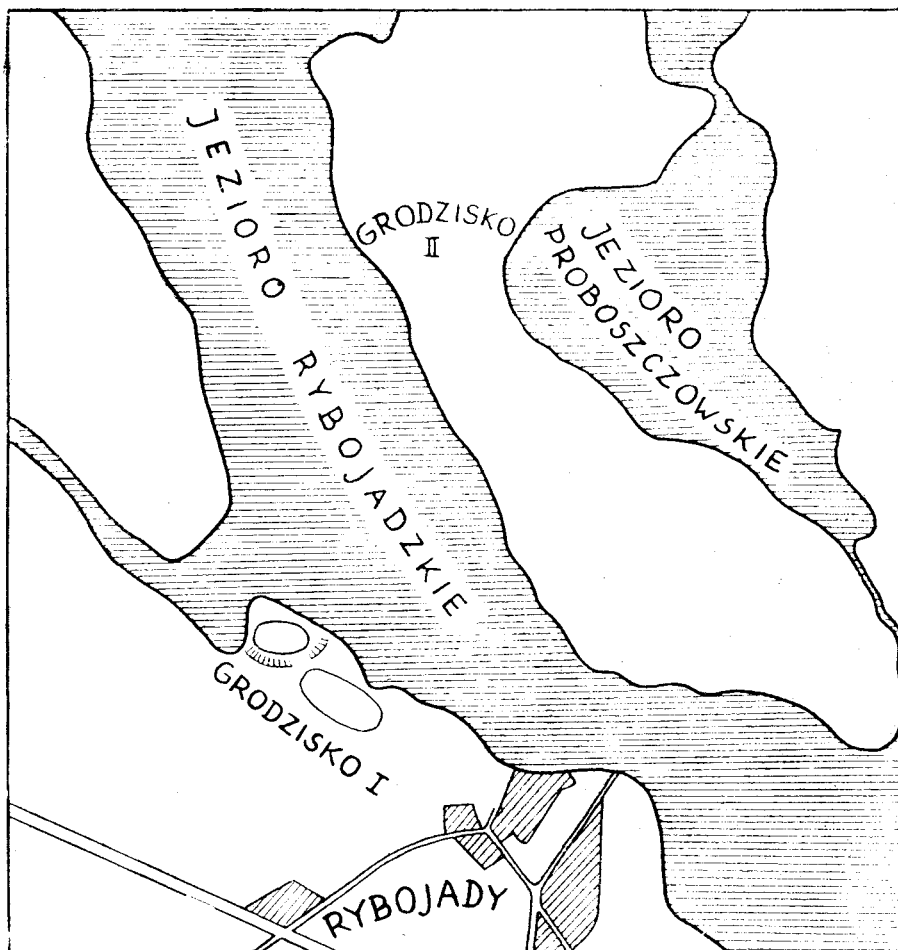 JEZIORO RYBOJADZKIE
GRODZISKO
II
JEZIORO
PROBOSZCZOWSKIE
GRODZISKO I
RYBOJADY